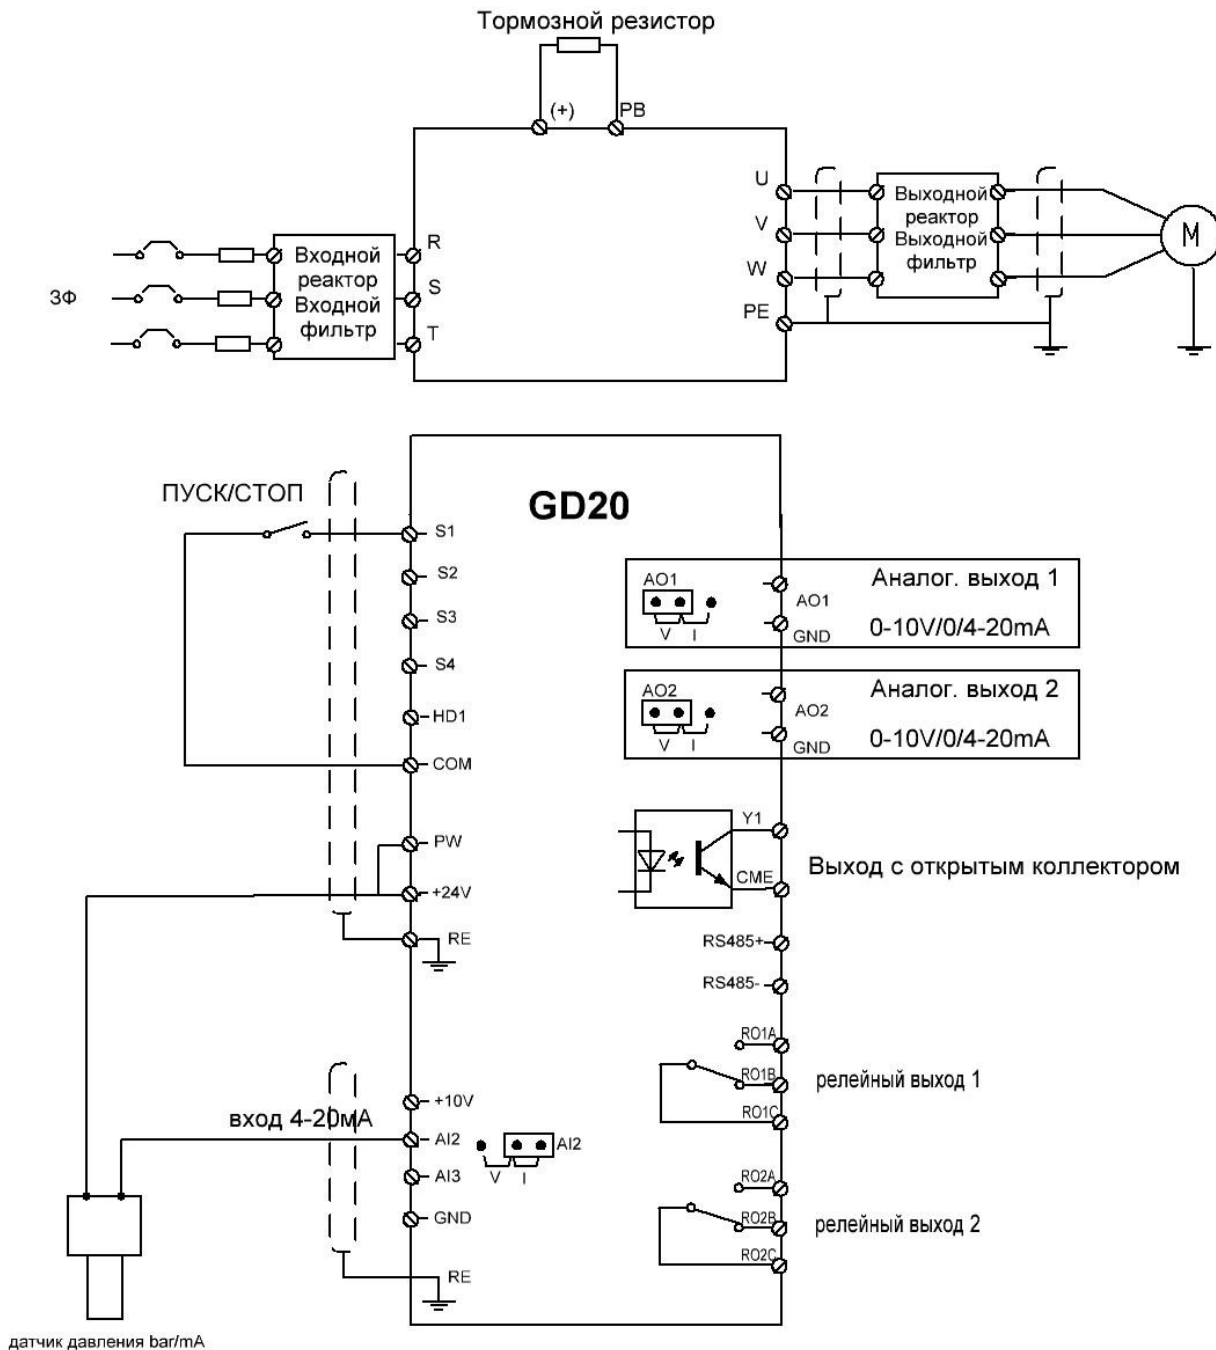 Тормозной резистор
(+)
PB
U
V
W
PE
Выходной
реактор
Выходной
фильтр
M
3Ф
Входной
реактор
Входной
фильтр
R
S
T
ПУСК/СТОП
GD20
S1
S2
S3
S4
HD1
COM
PW
+24V
RE
AO1
V I
AO1
GND
Аналог. выход 1
0-10V/0/4-20mA
AO2
V I
AO2
GND
Аналог. выход 2
0-10V/0/4-20mA
Y1
CME
Выход с открытым коллектором
RS485+
RS485-
RO1A
RO1B
RO1C
релейный выход 1
RO2A
RO2B
RO2C
релейный выход 2
вход 4-20мА
+10V
AI2
AI3
GND
RE
AI2
V I
датчик давления bar/mA